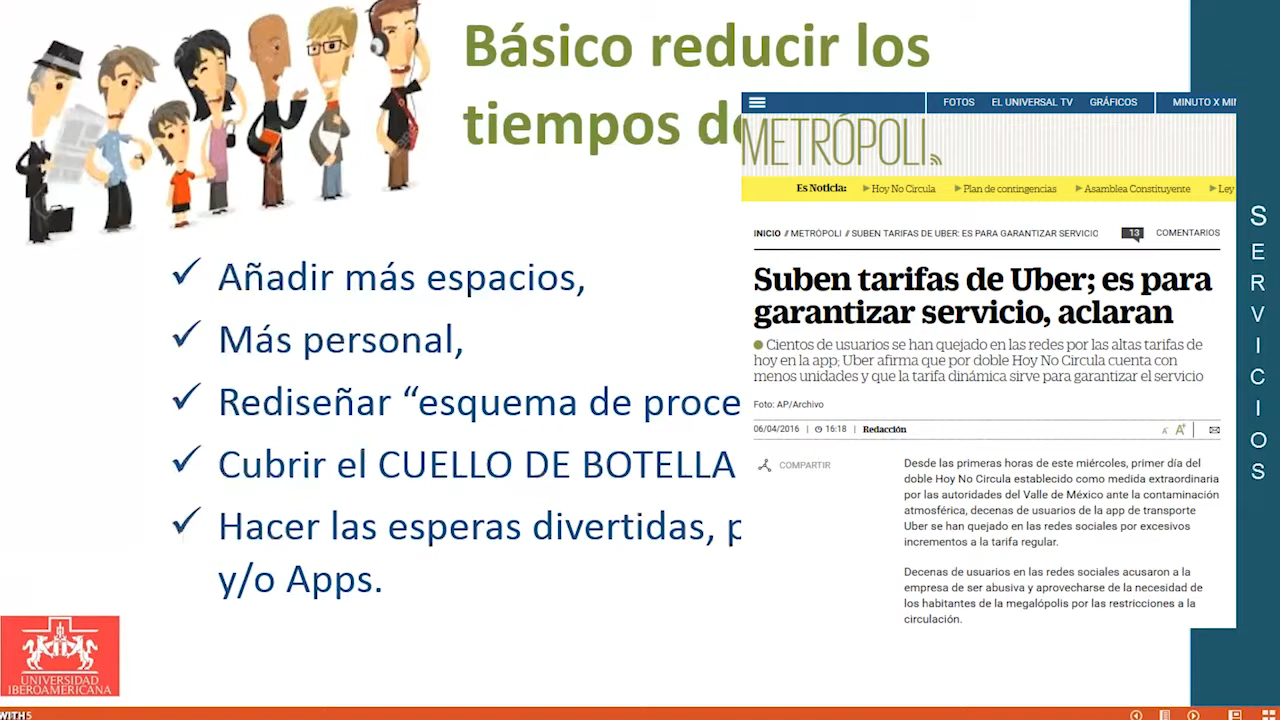 Básico reducir los
tiempos de
Añadir más espacios,
Más personal,
Rediseñar “esquema de proce
Cubrir el CUELLO DE BOTELLA
Hacer las esperas divertidas, p
y/o Apps.
FOTOS EL UNIVERSAL TV GRÁFICOS MINUTO X MIN
METRÓPOLI
Es Noticia: Hoy No Circula Plan de contingencias Asamblea Constituyente Ley
INICIO // METRÓPOLI // SUBEN TARIFAS DE UBER: ES PARA GARANTIZAR SERVICIO 13 COMENTARIOS
Suben tarifas de Uber; es para
garantizar servicio, aclaran
Cientos de usuarios se han quejado en las redes por las altas tarifas de
hoy en la app; Uber afirma que por doble Hoy No Circula cuenta con
menos unidades y que la tarifa dinámica sirve para garantizar el servicio
Foto: AP/Archivo
06/04/2016 | 16:18 | Redacción A- A+
COMPARTIR
Desde las primeras horas de este miércoles, primer día del
doble Hoy No Circula establecido como medida extraordinaria
por las autoridades del Valle de México ante la contaminación
atmosférica, decenas de usuarios de la app de transporte
Uber se han quejado en las redes sociales por excesivos
incrementos a la tarifa regular.
Decenas de usuarios en las redes sociales acusaron a la
empresa de ser abusiva y aprovecharse de la necesidad de
los habitantes de la megalópolis por las restricciones a la
circulación.
SERVICIOS
UNIVERSIDAD
IBEROAMERICANA
WITH5